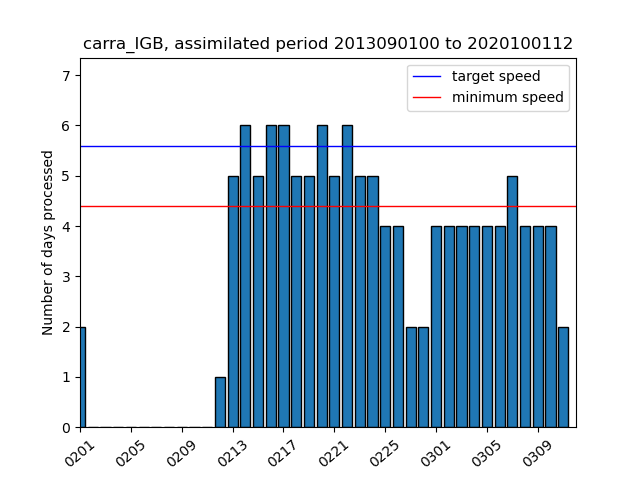 carra_IGB, assimilated period 2013090100 to 2020100112
target speed
minimum speed
Number of days processed
7
6
5
4
3
2
1
0
0201 0205 0209 0213 0217 0221 0225 0301 0305 0309